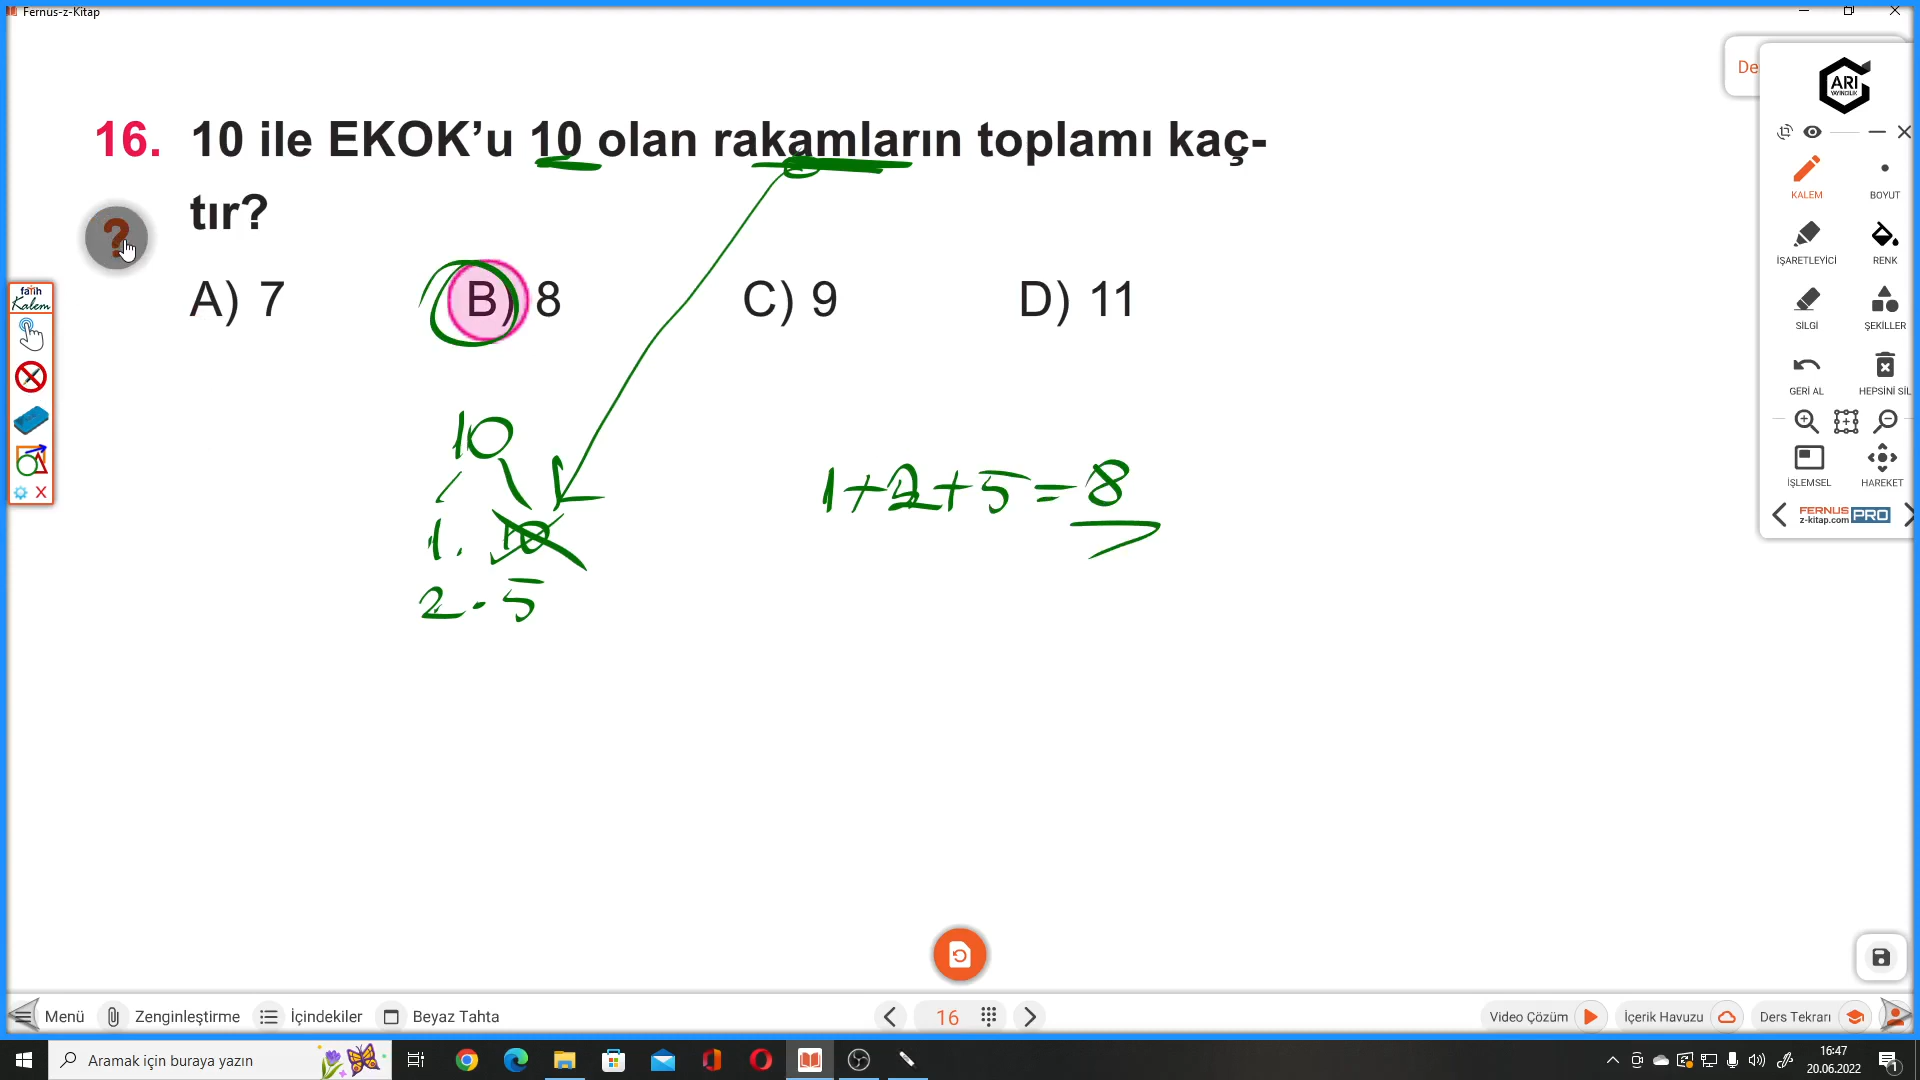 Fernus-z-Kitap
De
ARI
YAYINCILIK
16. 10 ile EKOK’u 10 olan rakamların toplamı kaç-
tır?
A) 7 B) 8 C) 9 D) 11
10
1. 10
2. 5
1+2+5=8
fatih
Kalem
X
KALEM BOYUT
İŞARETLEYİCİ RENK
SİLGİ ŞEKİLLER
GERİ AL HEPSİNİ SİL
İŞLEMSEL HAREKET
FERNUS
z-kitap.com PRO
Menü Zenginleştirme İçindekiler Beyaz Tahta 16 Video Çözüm İçerik Havuzu Ders Tekrarı
Aramak için buraya yazın
16:47
20.06.2022
1